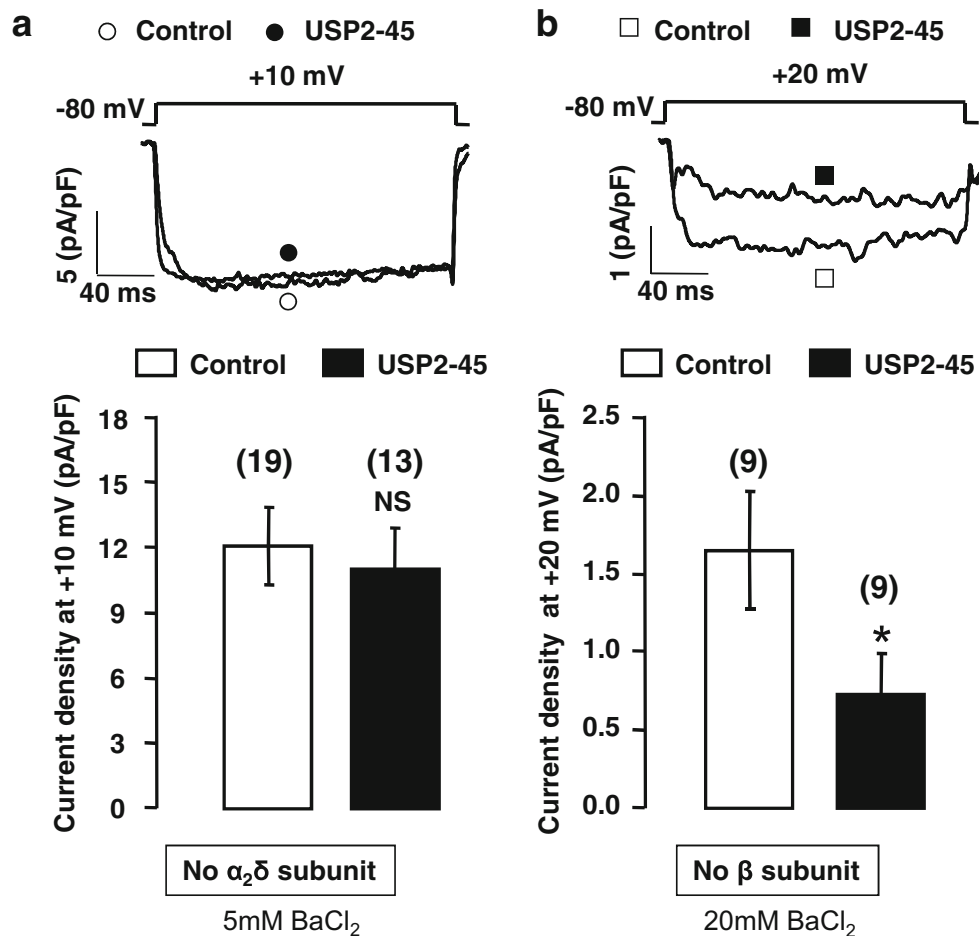 a
○ Control ● USP2-45
+10 mV
-80 mV
5 (pA/pF)
40 ms
Control USP2-45
Current density at +10 mV (pA/pF)
18
15
12
9
6
3
0
(19)
(13)
NS
No α₂δ subunit
5mM BaCl₂
b
□ Control ■ USP2-45
+20 mV
-80 mV
1 (pA/pF)
40 ms
Control USP2-45
Current density at +20 mV (pA/pF)
2.5
2.0
1.5
1.0
0.5
0.0
(9)
(9)
*
No β subunit
20mM BaCl₂